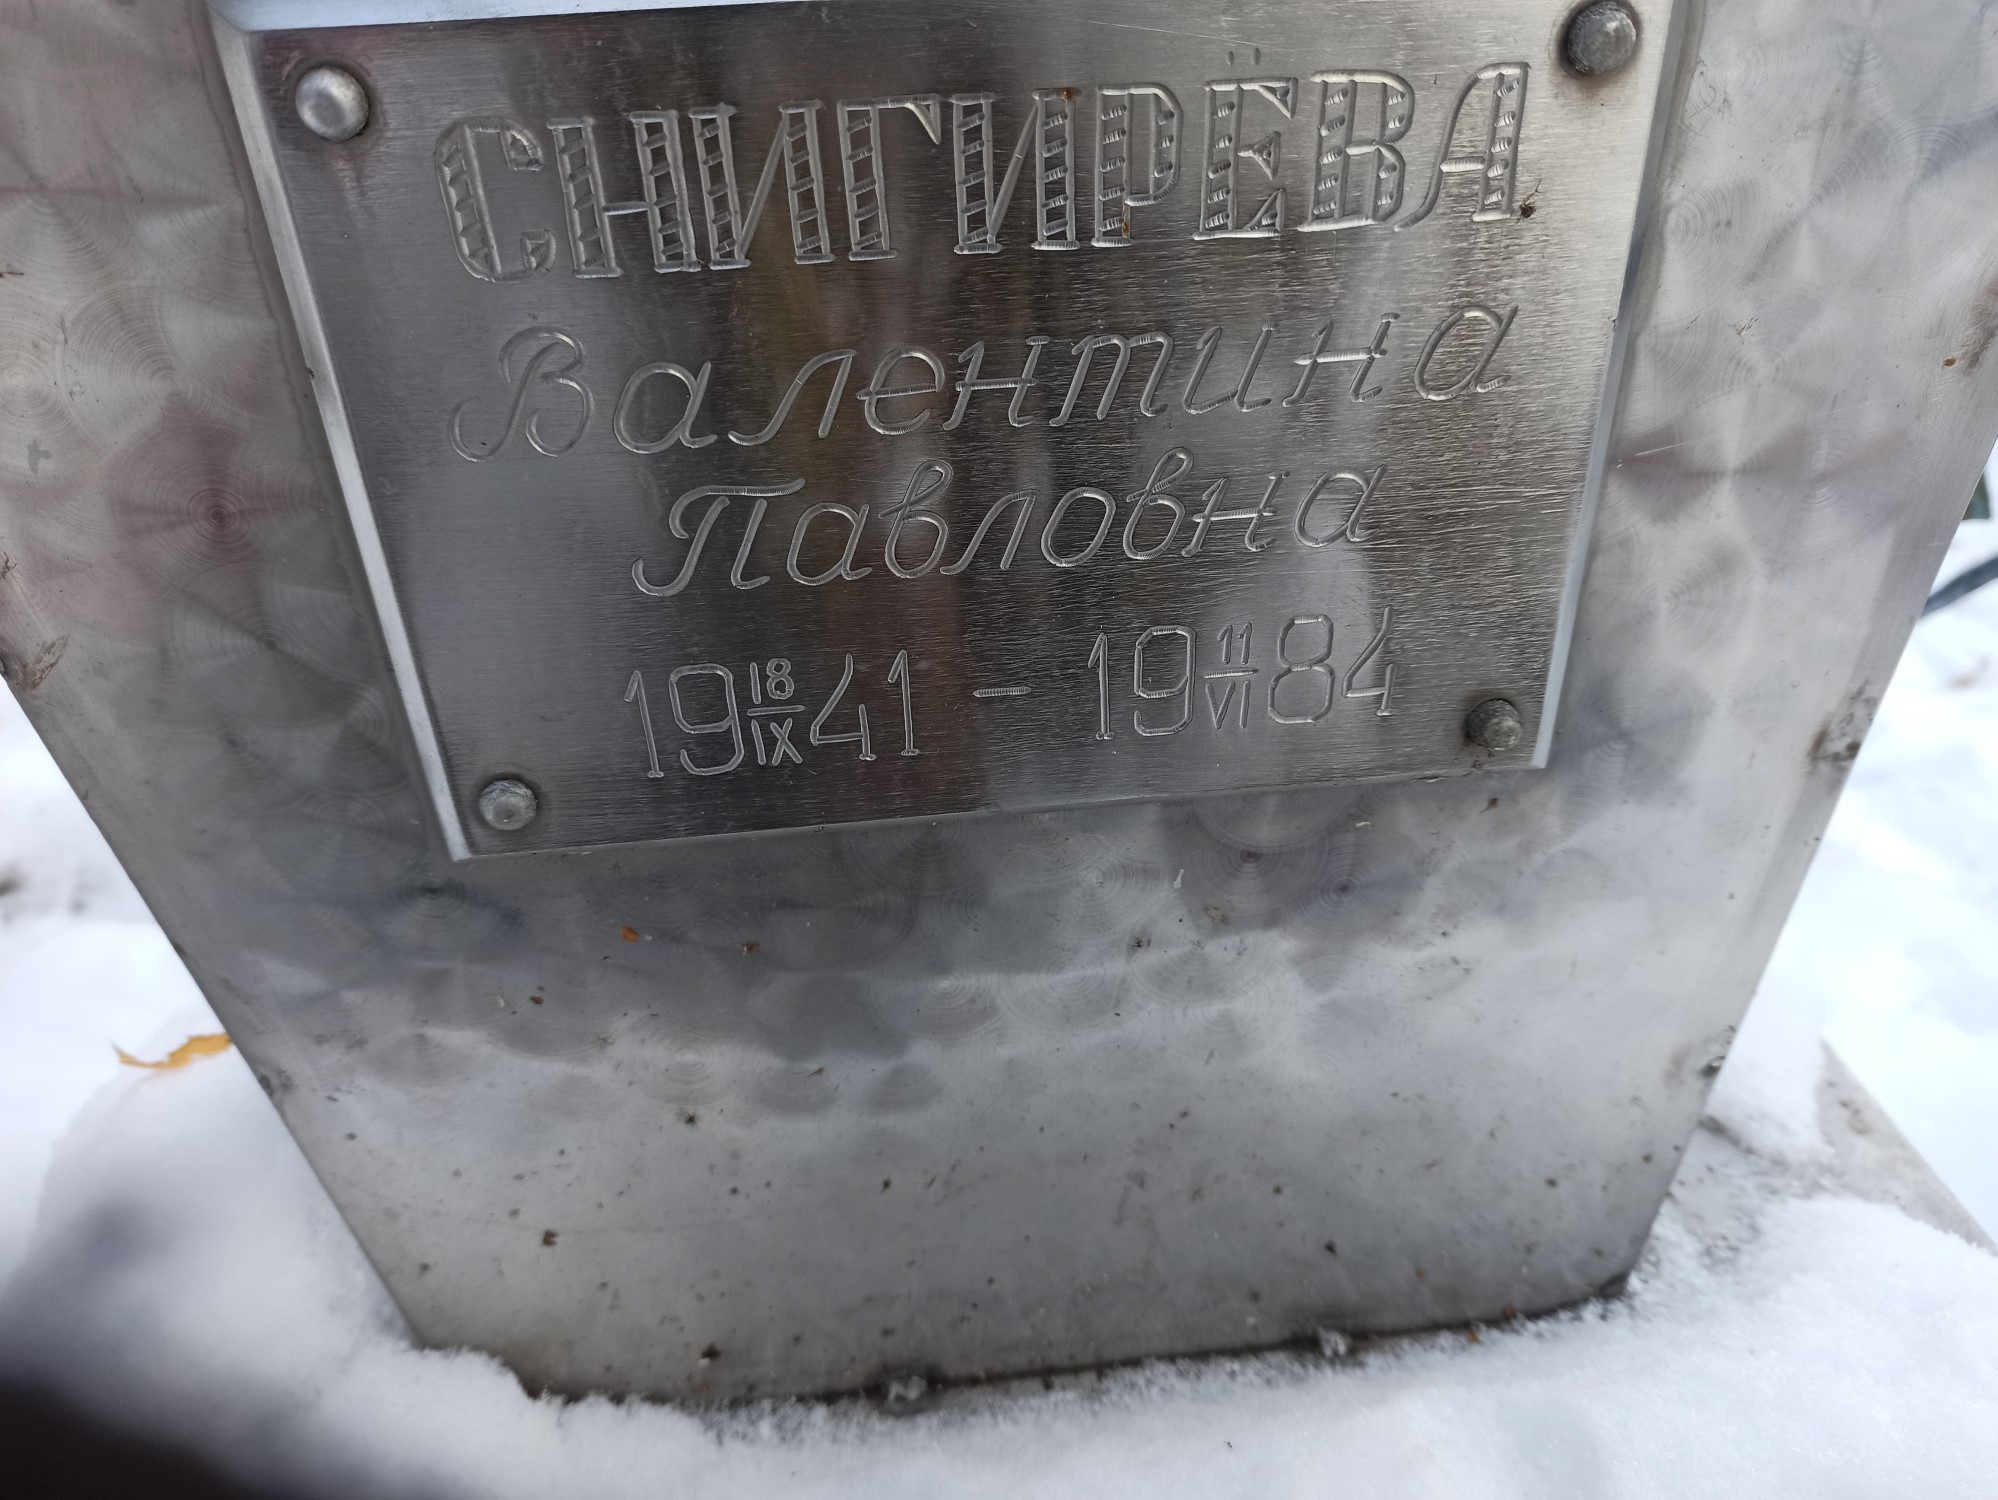 СНИГИРЁВА
Валентина
Павловна
19 18/IX 41 – 19 11/VI 84